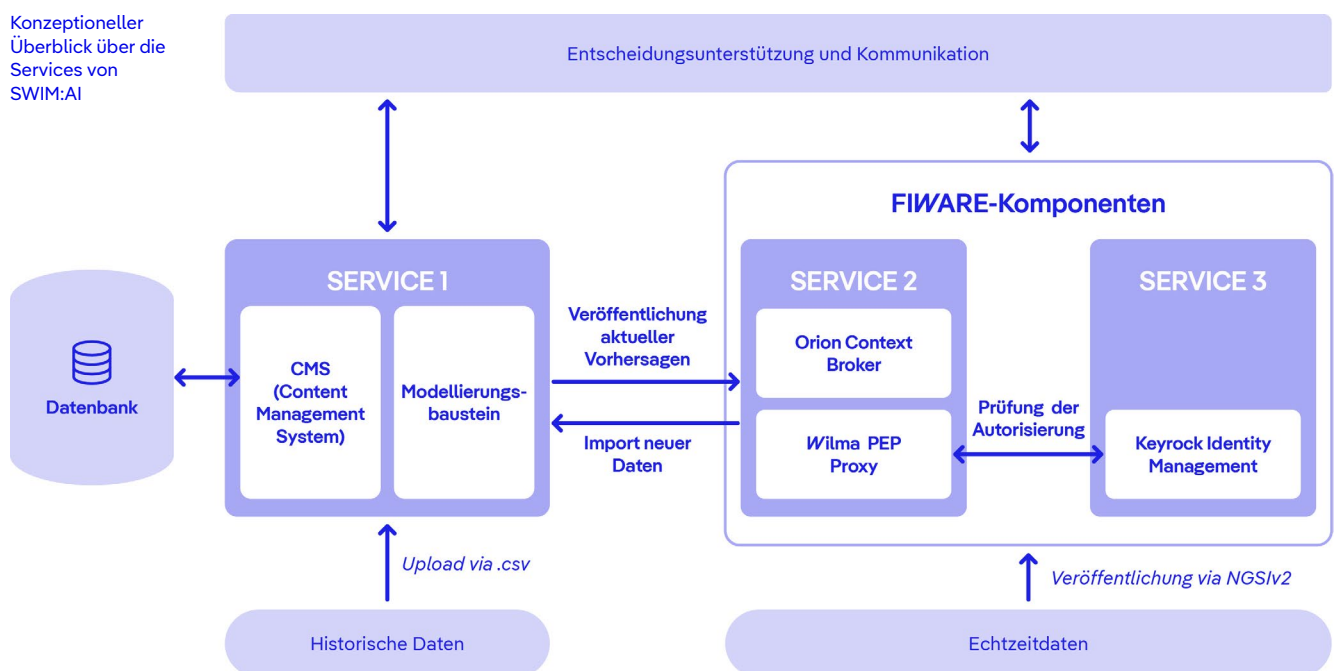 Konzeptioneller
Überblick über die
Services von
SWIM:AI
Entscheidungsunterstützung und Kommunikation
FIWARE-Komponenten
SERVICE 1
SERVICE 2
SERVICE 3
Datenbank
CMS
(Content
Management
System)
Modellierungs-
baustein
Veröffentlichung
aktueller
Vorhersagen
Import neuer
Daten
Orion Context
Broker
Wilma PEP
Proxy
Prüfung der
Autorisierung
Keyrock Identity
Management
Upload via .csv
Veröffentlichung via NGSIv2
Historische Daten
Echtzeitdaten